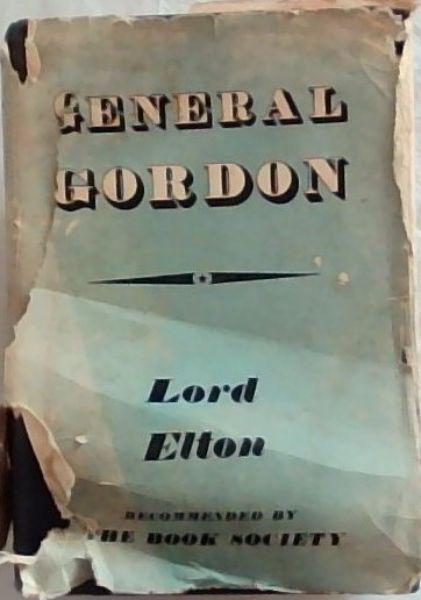 GENERAL
GORDON
Lord
Elton
RECOMMENDED BY
THE BOOK SOCIETY